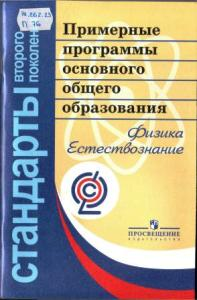 Примерные
программы
основного
общего
образования
Физика
Естествознание
стандарты
второго
поколения
ПРОСВЕЩЕНИЕ
ИЗДАТЕЛЬСТВО